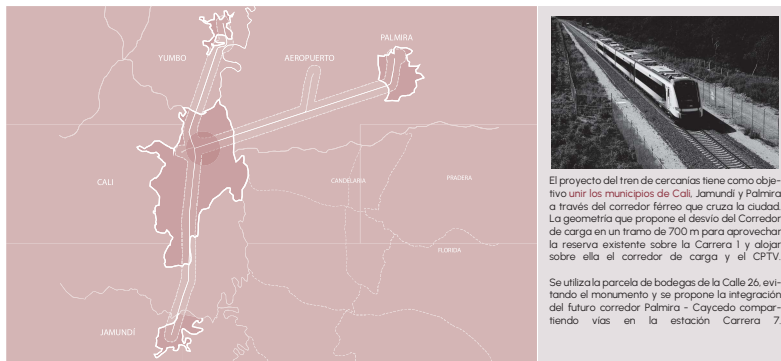 YUMBO
AEROPUERTO
PALMIRA
CALI
CANDELARIA
PRADERA
FLORIDA
JAMUNDÍ
El proyecto del tren de cercanías tiene como obje-
tivo unir los municipios de Cali, Jamundí y Palmira
a través del corredor férreo que cruza la ciudad.
La geometría que propone el desvío del Corredor
de carga en un tramo de 700 m para aprovechar
la reserva existente sobre la Carrera 1 y alojar
sobre ella el corredor de carga y el CPTV.
Se utiliza la parcela de bodegas de la Calle 26, evi-
tando el monumento y se propone la integración
del futuro corredor Palmira - Caycedo compar-
tiendo vías en la estación Carrera 7.